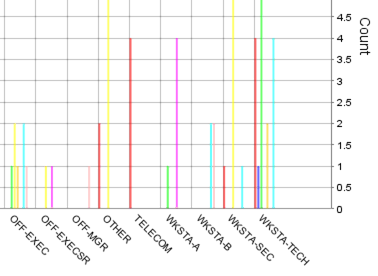 4.5
4
3.5
3
2.5
2
1.5
1
0.5
0
Count
OFF-EXEC
OFF-EXECSR
OFF-MGR
OTHER
TELECOM
WKSTA-A
WKSTA-B
WKSTA-SEC
WKSTA-TECH